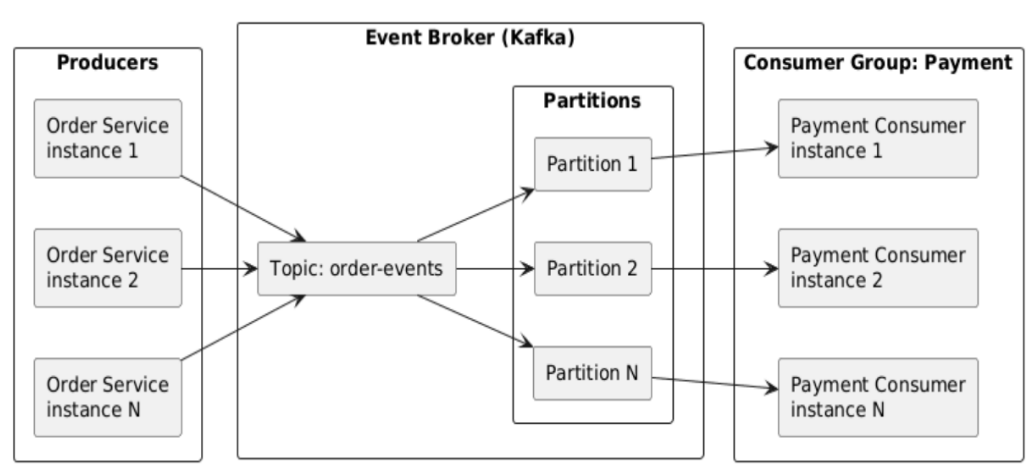 Producers
Order Service
instance 1
Order Service
instance 2
Order Service
instance N
Event Broker (Kafka)
Topic: order-events
Partitions
Partition 1
Partition 2
Partition N
Consumer Group: Payment
Payment Consumer
instance 1
Payment Consumer
instance 2
Payment Consumer
instance N